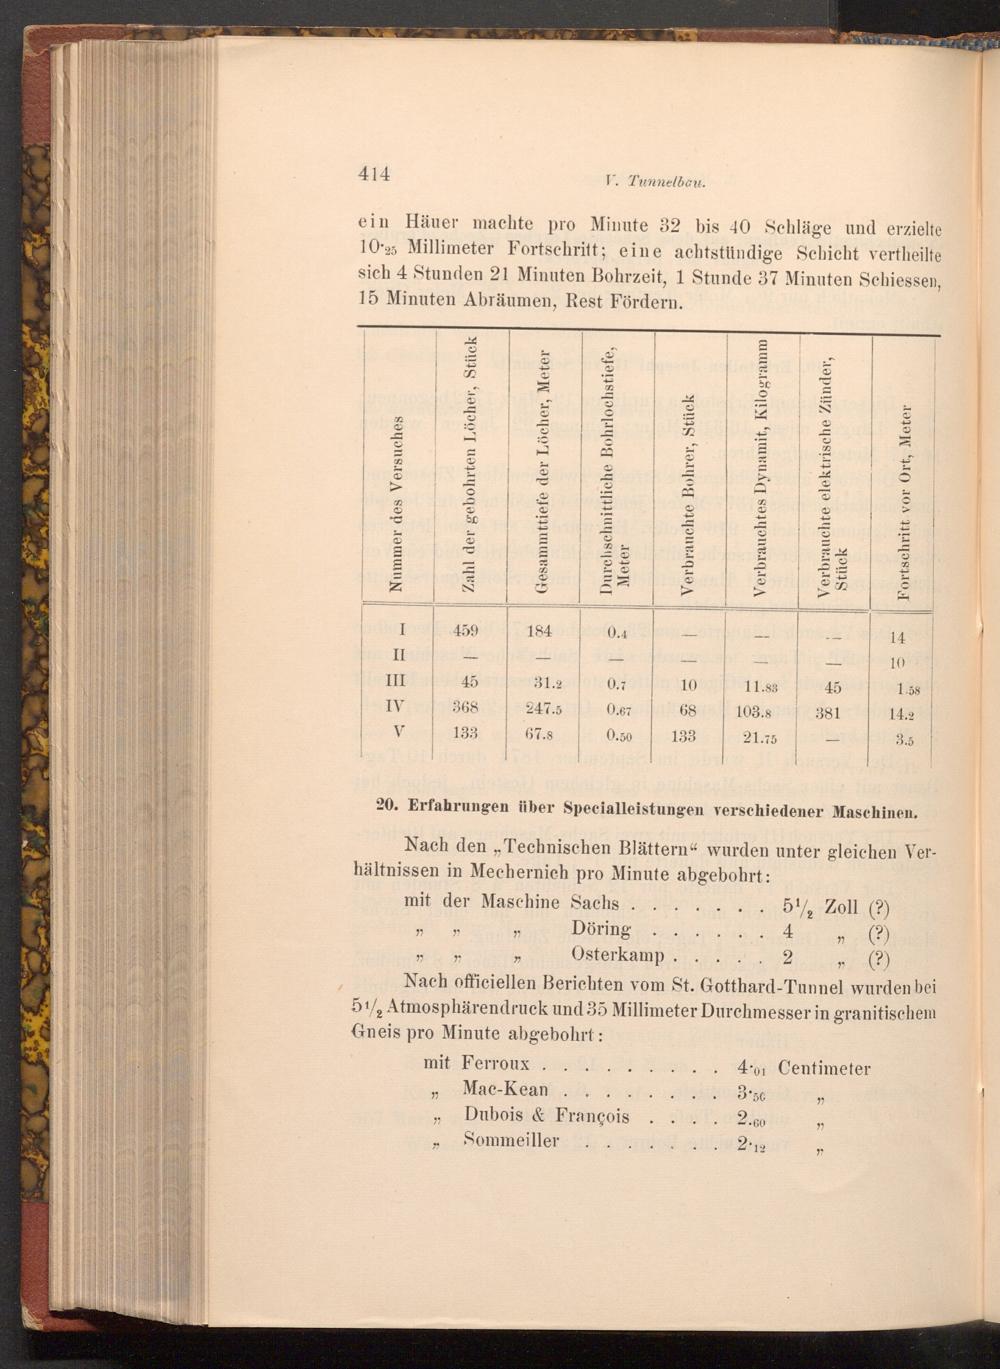 414
V. Tunnelbau.
ein Häuer machte pro Minute 32 bis 40 Schläge und erzielte
10·25 Millimeter Fortschritt; eine achtstündige Schicht vertheilte
sich 4 Stunden 21 Minuten Bohrzeit, 1 Stunde 37 Minuten Schiessen,
15 Minuten Abräumen, Rest Fördern.
Nummer des Versuches
Zahl der gebohrten Löcher, Stück
Gesammttiefe der Löcher, Meter
Durchschnittliche Bohrlochstiefe,
Meter
Verbrauchte Bohrer, Stück
Verbrauchtes Dynamit, Kilogramm
Verbrauchte elektrische Zünder,
Stück
Fortschritt vor Ort, Meter
I 459 184 0.4 — — — 14
II — — — — — — 10
III 45 31.2 0.7 10 11.83 45 1.58
IV 368 247.5 0.67 68 103.8 381 14.2
V 133 67.8 0.50 133 21.75 — 3.5
20. Erfahrungen über Specialleistungen verschiedener Maschinen.
Nach den „Technischen Blättern“ wurden unter gleichen Ver-
hältnissen in Mechernich pro Minute abgebohrt:
mit der Maschine Sachs . . . . . . . 5½ Zoll (?)
„ „ „ Döring . . . . . . 4 „ (?)
„ „ „ Osterkamp . . . . . 2 „ (?)
Nach officiellen Berichten vom St. Gotthard-Tunnel wurden bei
5½ Atmosphärendruck und 35 Millimeter Durchmesser in granitischem
Gneis pro Minute abgebohrt:
mit Ferroux . . . . . . . . . 4·01 Centimeter
„ Mac-Kean . . . . . . . . 3·56 „
„ Dubois & François . . . . 2.60 „
„ Sommeiller . . . . . . . 2·12 „